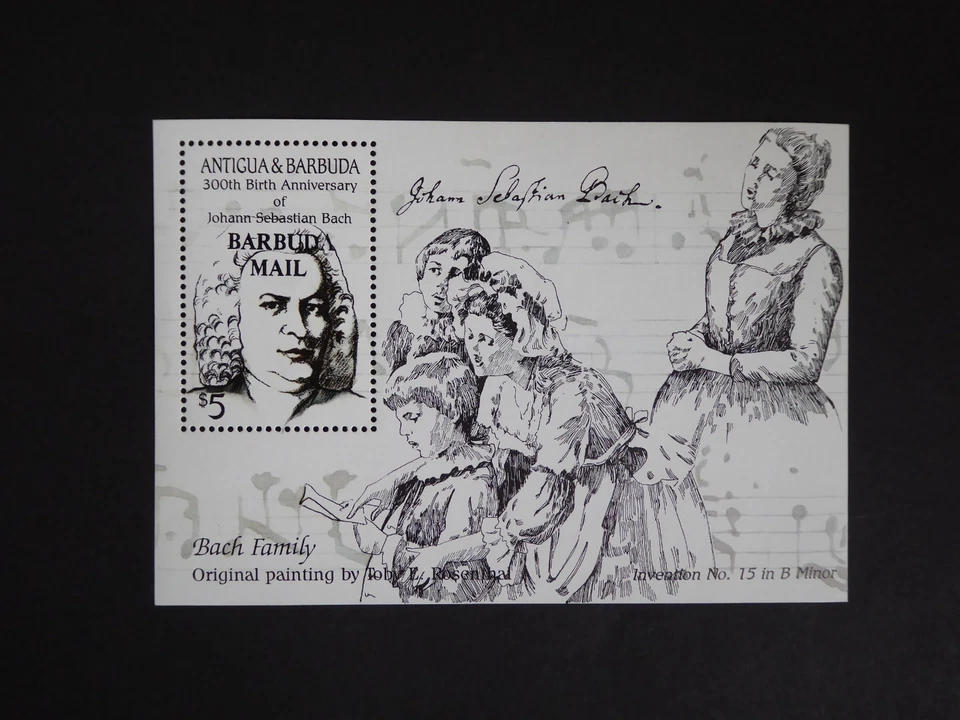 ANTIGUA & BARBUDA
300th Birth Anniversary
of
Johann Sebastian Bach
BARBUDA
MAIL
$5
Johann Sebastian Bach.
Bach Family
Original painting by Toby E. Rosenthal
Invention No. 15 in B Minor